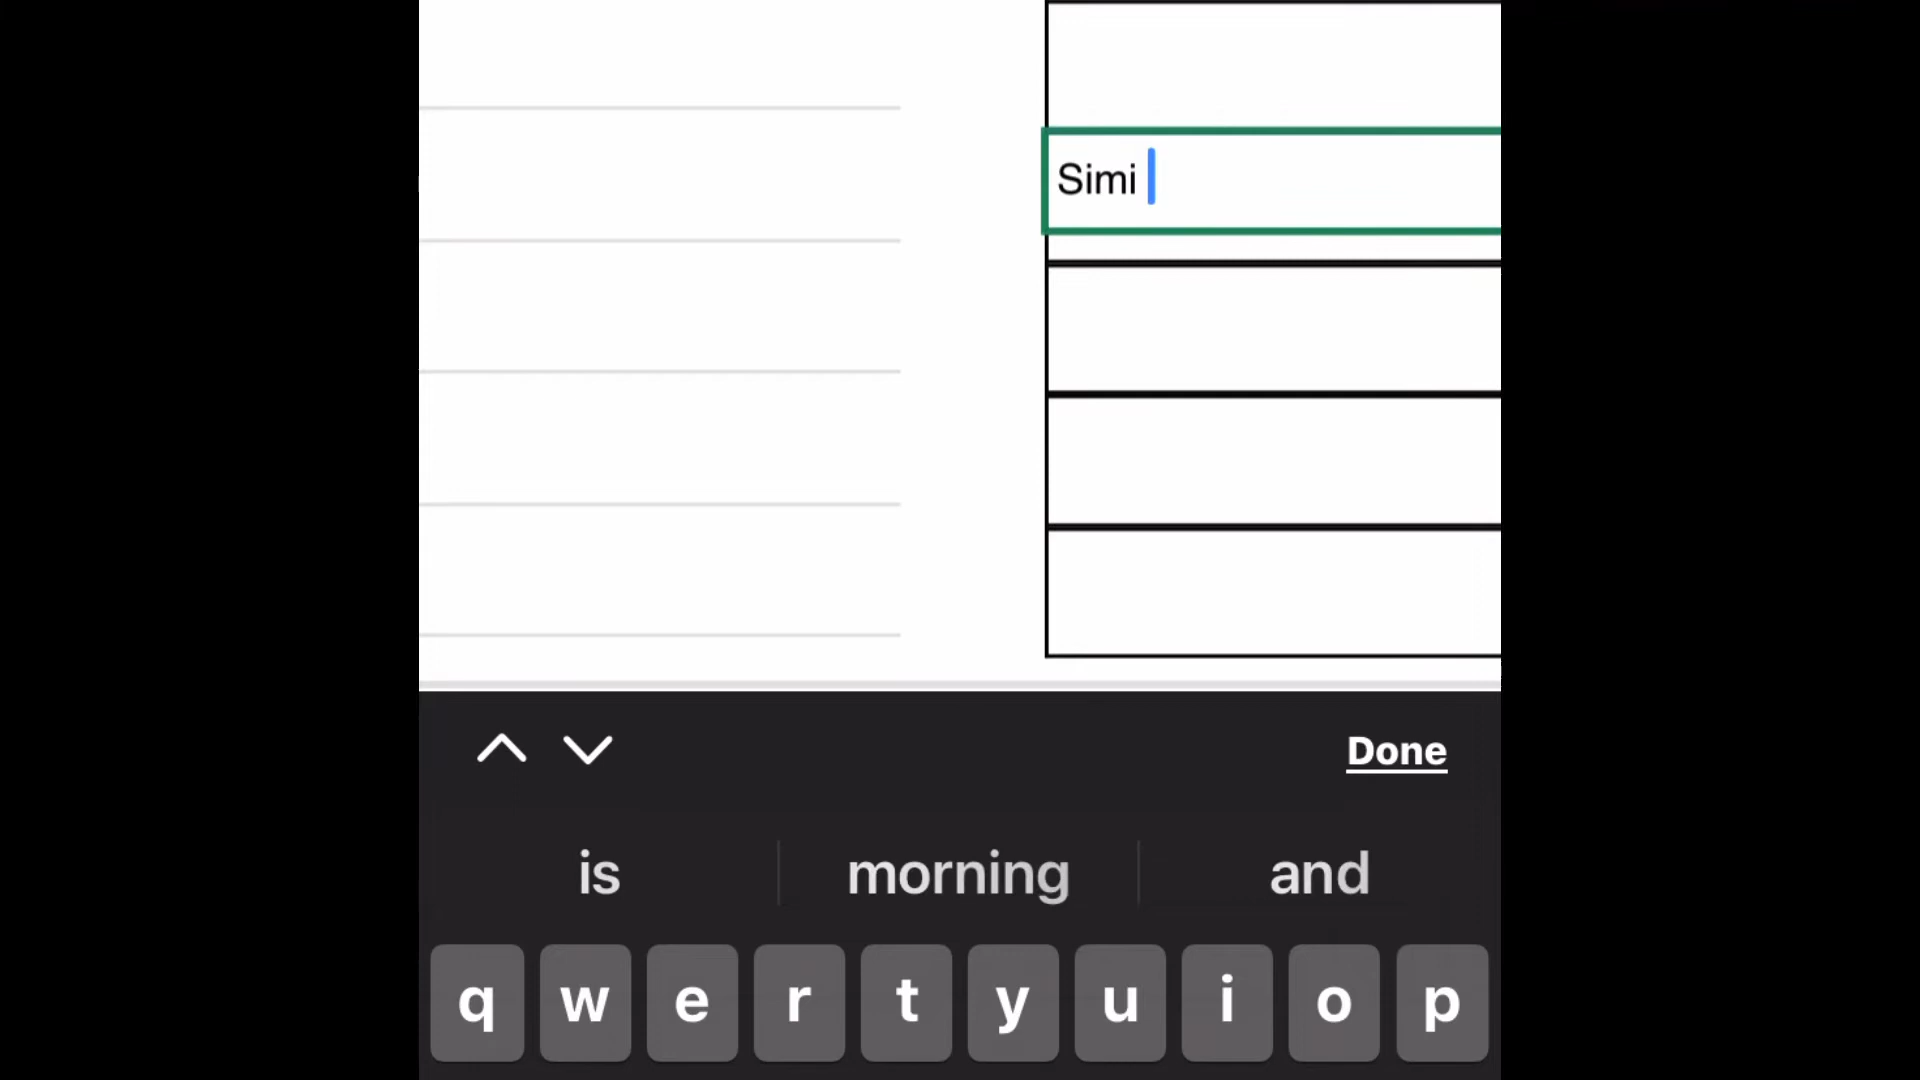 Simi
Done
is morning and
q w e r t y u i o p